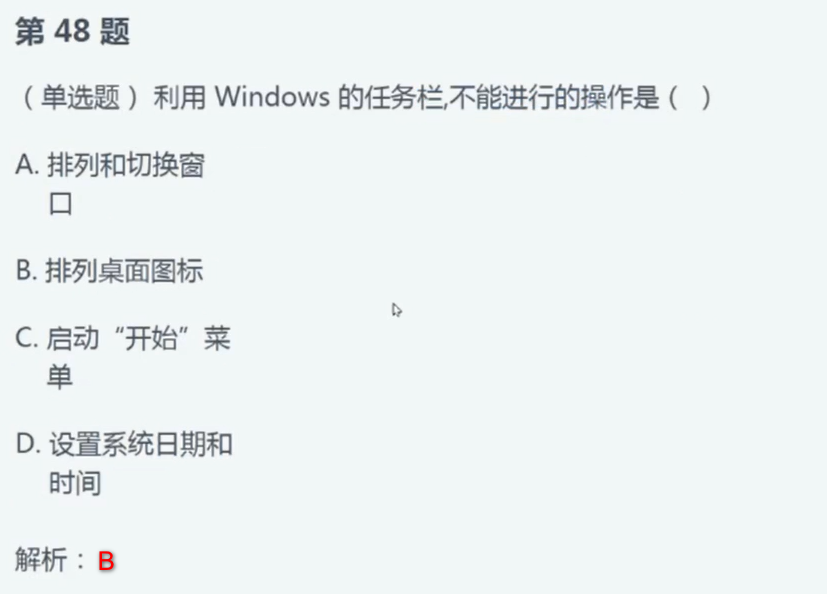 第 48 题
（单选题）利用 Windows 的任务栏,不能进行的操作是（ ）
A. 排列和切换窗
口
B. 排列桌面图标
C. 启动“开始”菜
单
D. 设置系统日期和
时间
解析：B